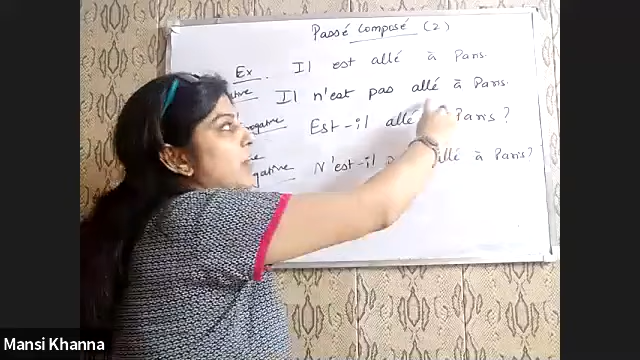 Passé composé (2)
Ex. Il est allé à Paris.
Il n'est pas allé à Paris.
Est-il allé Paris?
N'est-il allé à Paris?
Mansi Khanna